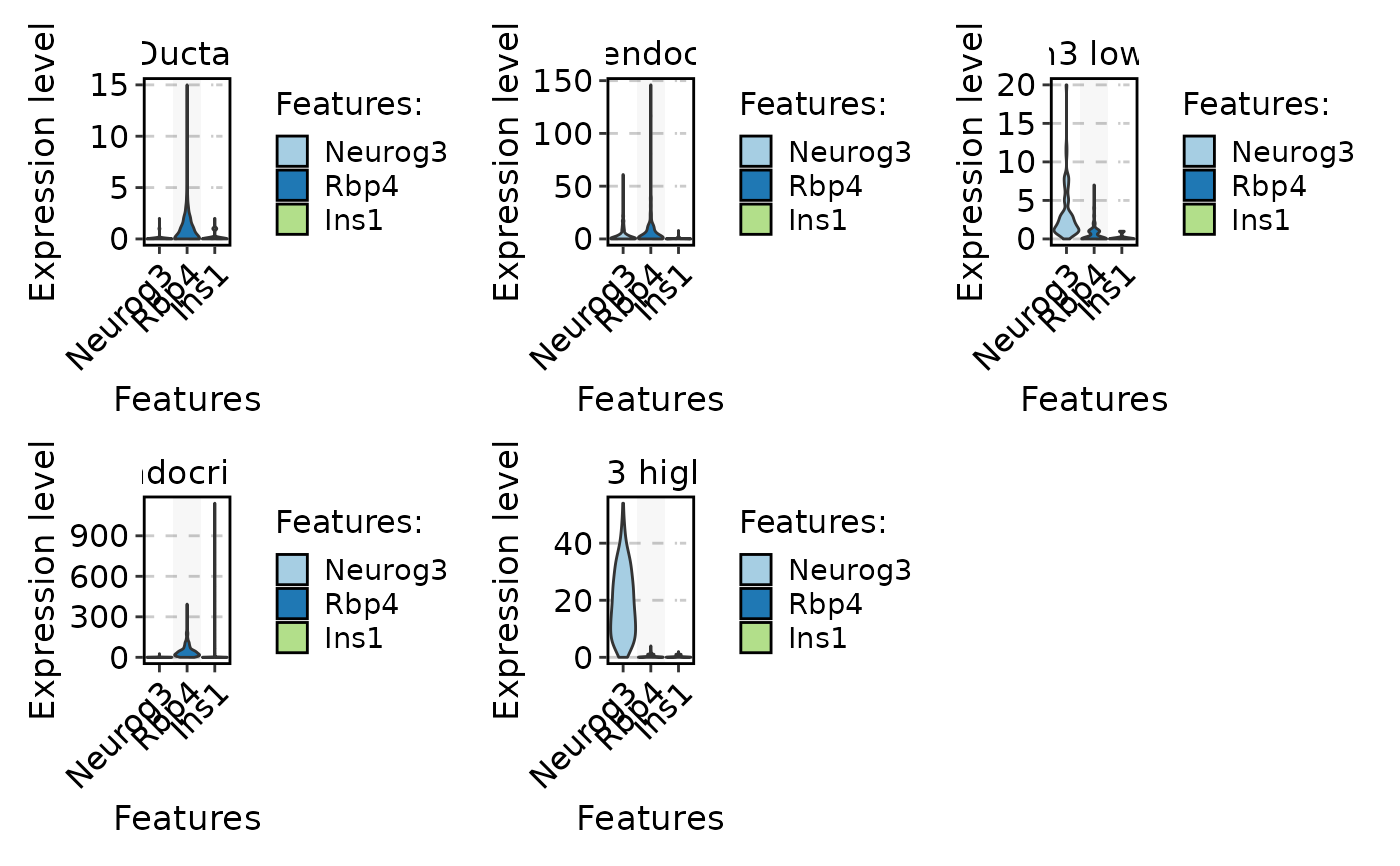 Ducta
Expression level
15
10
5
0
Neurog3
Rbp4
Ins1
Features
Features:
Neurog3
Rbp4
Ins1
endoc
Expression level
150
100
50
0
Neurog3
Rbp4
Ins1
Features
Features:
Neurog3
Rbp4
Ins1
3 low
Expression level
20
15
10
5
0
Neurog3
Rbp4
Ins1
Features
Features:
Neurog3
Rbp4
Ins1
docri
Expression level
900
600
300
0
Neurog3
Rbp4
Ins1
Features
Features:
Neurog3
Rbp4
Ins1
3 higl
Expression level
40
20
0
Neurog3
Rbp4
Ins1
Features
Features:
Neurog3
Rbp4
Ins1